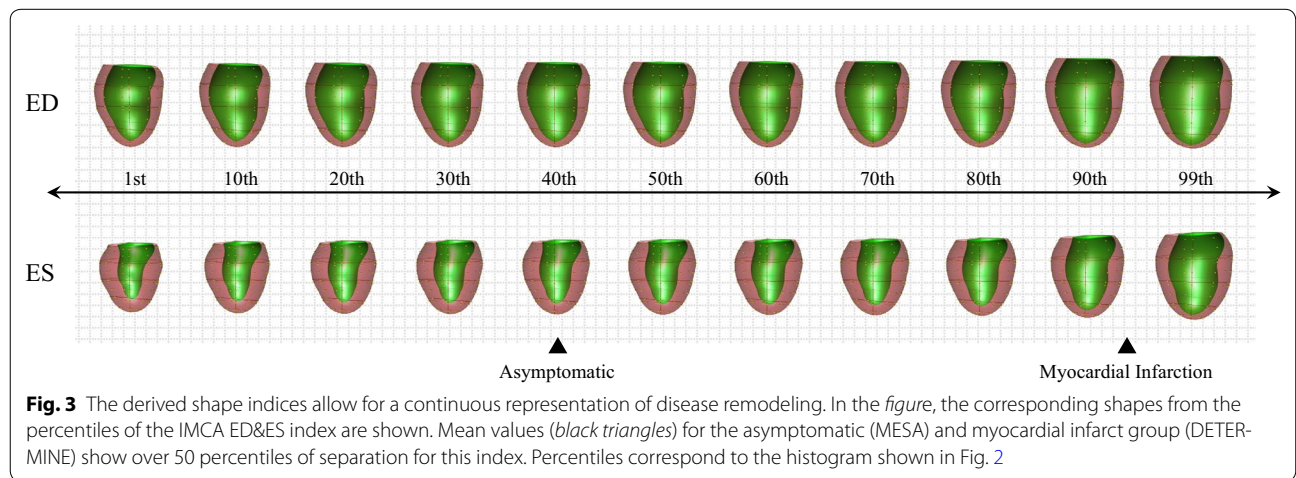 ED
1st 10th 20th 30th 40th 50th 60th 70th 80th 90th 99th
ES
Asymptomatic Myocardial Infarction
Fig. 3 The derived shape indices allow for a continuous representation of disease remodeling. In the figure, the corresponding shapes from the
percentiles of the IMCA ED&ES index are shown. Mean values (black triangles) for the asymptomatic (MESA) and myocardial infarct group (DETER-
MINE) show over 50 percentiles of separation for this index. Percentiles correspond to the histogram shown in Fig. 2